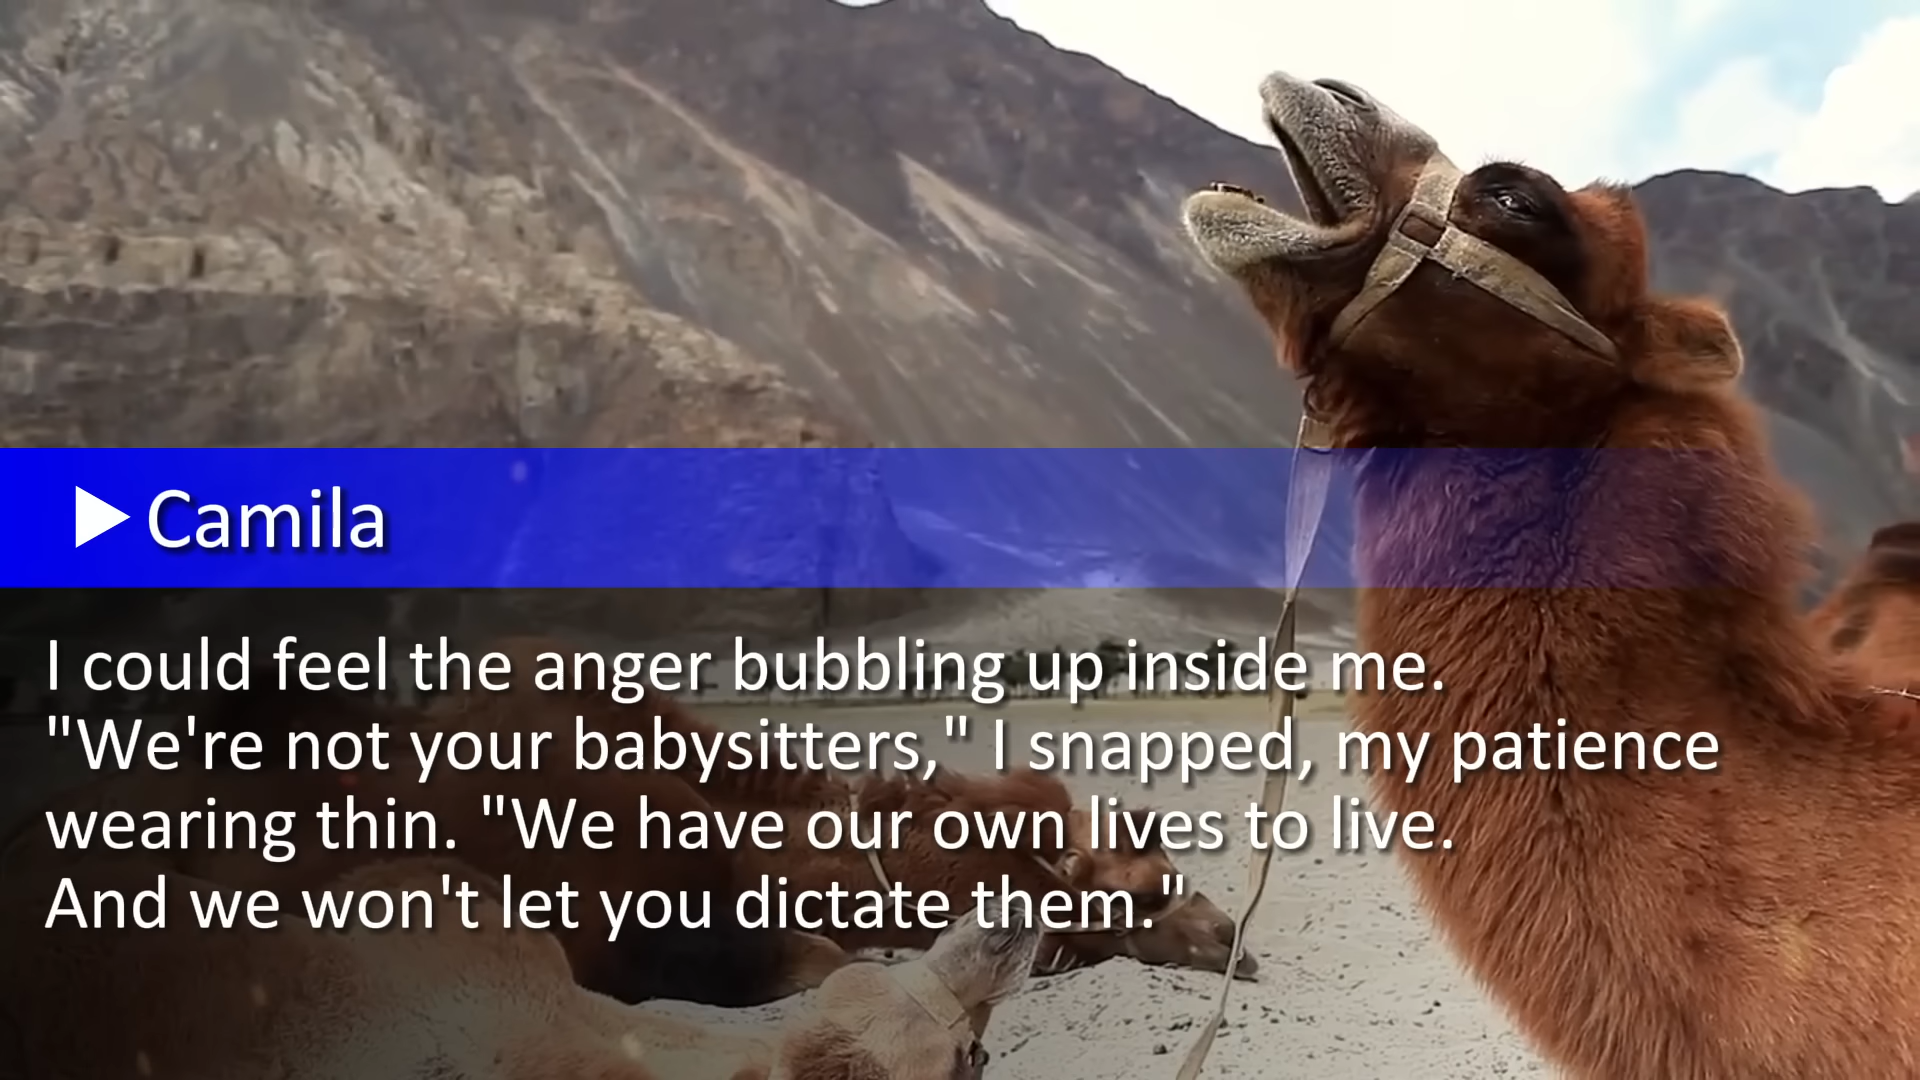 Camila
I could feel the anger bubbling up inside me.
"We're not your babysitters," I snapped, my patience
wearing thin. "We have our own lives to live.
And we won't let you dictate them."